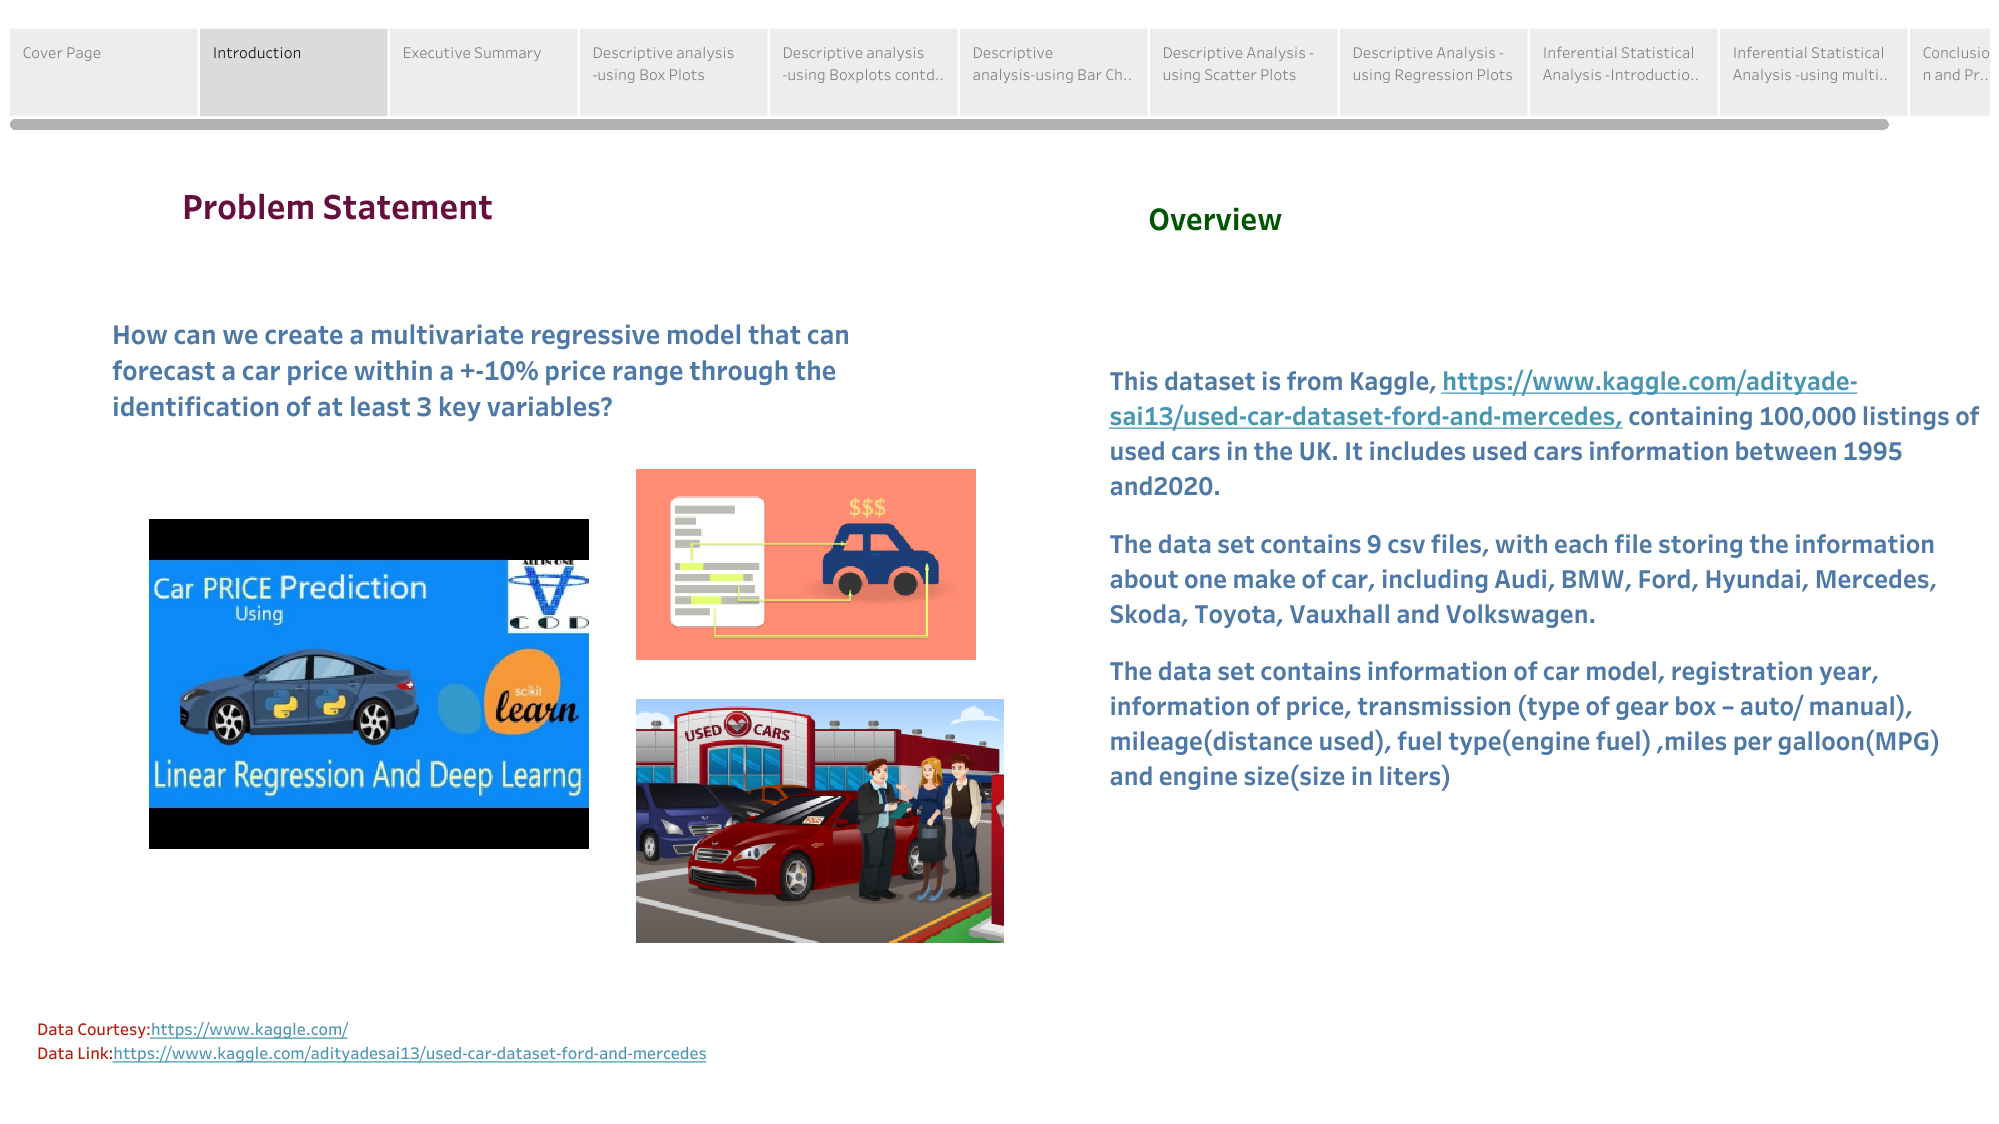 Cover Page
Introduction
Executive Summary
Descriptive analysis
-using Box Plots
Descriptive analysis
-using Boxplots contd..
Descriptive
analysis-using Bar Ch..
Descriptive Analysis -
using Scatter Plots
Descriptive Analysis -
using Regression Plots
Inferential Statistical
Analysis -Introductio..
Inferential Statistical
Analysis -using multi..
Conclusio
n and Pr..
Problem Statement
How can we create a multivariate regressive model that can
forecast a car price within a +-10% price range through the
identification of at least 3 key variables?
Car PRICE Prediction
Using
ALL IN ONE
C O D
scikit
learn
Linear Regression And Deep Learng
$$$
USED CARS
SOLD
Overview
This dataset is from Kaggle, https://www.kaggle.com/adityade-
sai13/used-car-dataset-ford-and-mercedes, containing 100,000 listings of
used cars in the UK. It includes used cars information between 1995
and2020.
The data set contains 9 csv files, with each file storing the information
about one make of car, including Audi, BMW, Ford, Hyundai, Mercedes,
Skoda, Toyota, Vauxhall and Volkswagen.
The data set contains information of car model, registration year,
information of price, transmission (type of gear box – auto/ manual),
mileage(distance used), fuel type(engine fuel) ,miles per galloon(MPG)
and engine size(size in liters)
Data Courtesy:https://www.kaggle.com/
Data Link:https://www.kaggle.com/adityadesai13/used-car-dataset-ford-and-mercedes